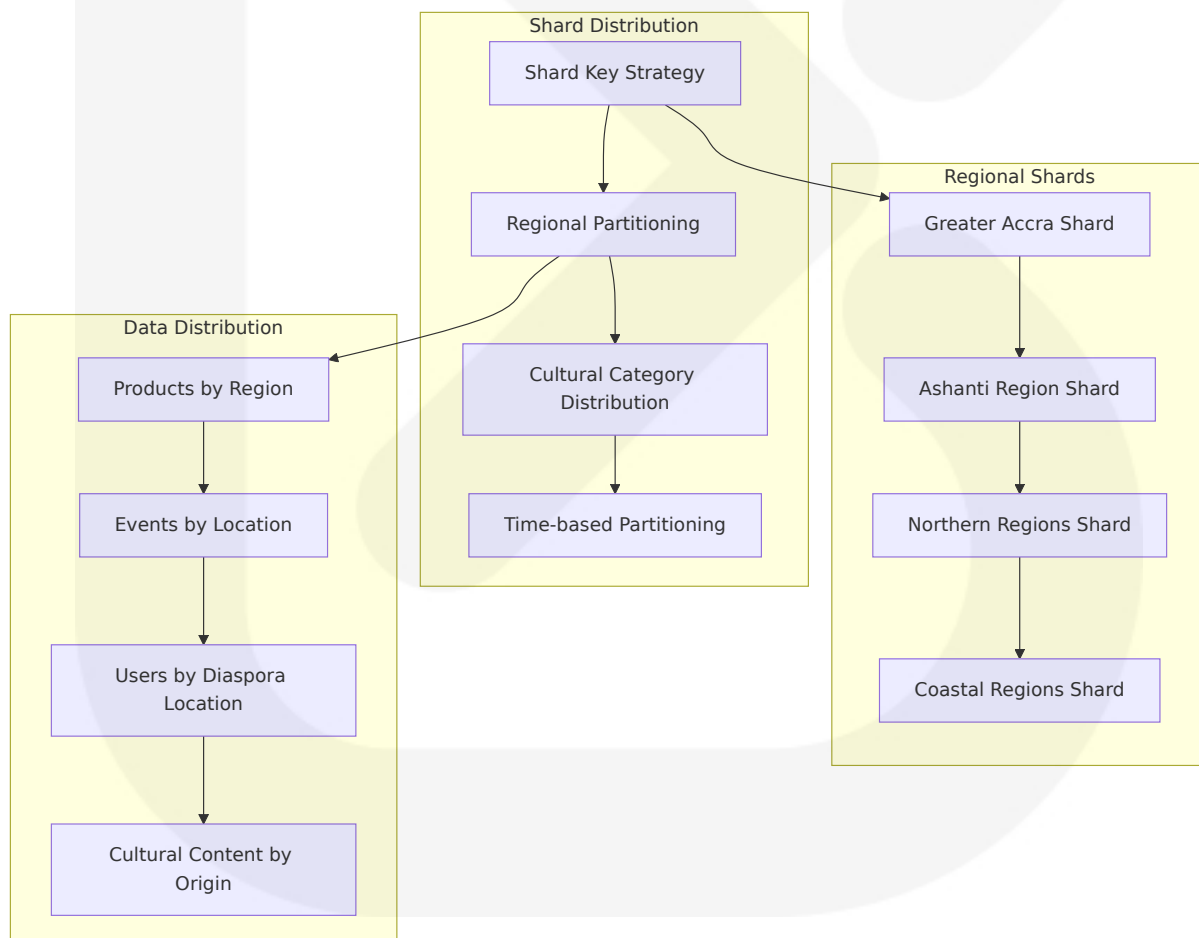 Shard Distribution
Shard Key Strategy
Regional Partitioning
Cultural Category
Distribution
Time-based Partitioning
Regional Shards
Greater Accra Shard
Ashanti Region Shard
Northern Regions Shard
Coastal Regions Shard
Data Distribution
Products by Region
Events by Location
Users by Diaspora
Location
Cultural Content by
Origin